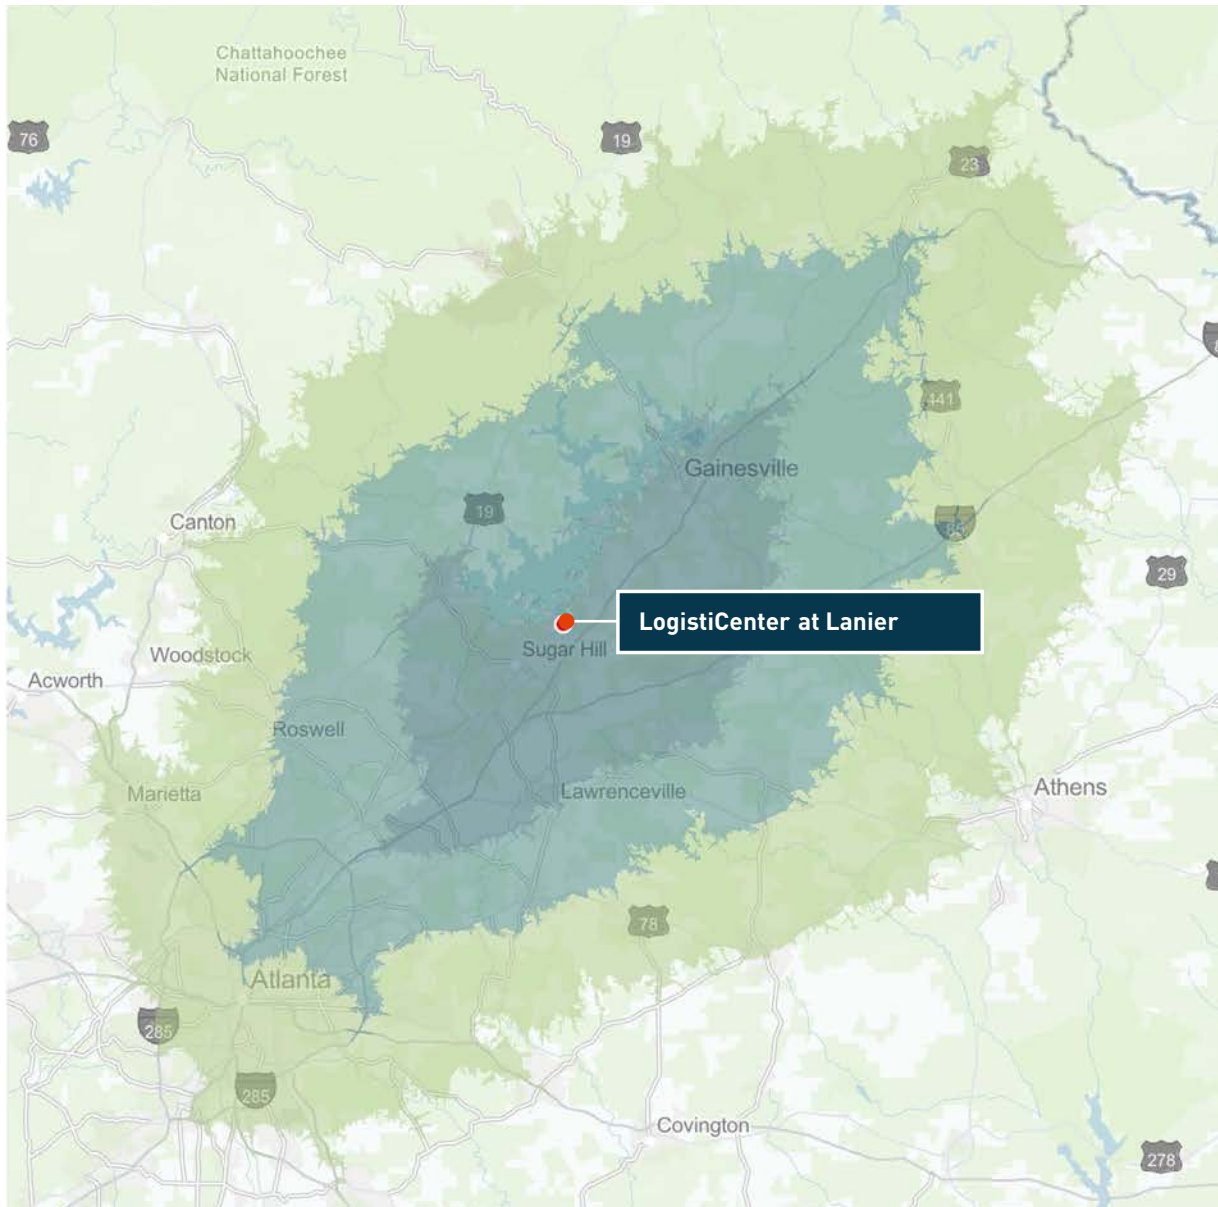 Chattahoochee
National Forest
76
19
23
441
Gainesville
19
Canton
85
29
LogistiCenter at Lanier
Sugar Hill
Woodstock
Acworth
Roswell
Marietta
Lawrenceville
Athens
78
Atlanta
285
285
Covington
278